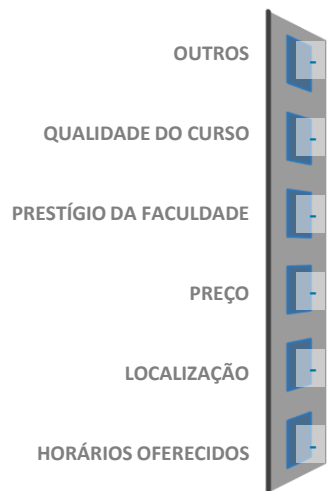 OUTROS
QUALIDADE DO CURSO
PRESTÍGIO DA FACULDADE
PREÇO
LOCALIZAÇÃO
HORÁRIOS OFERECIDOS